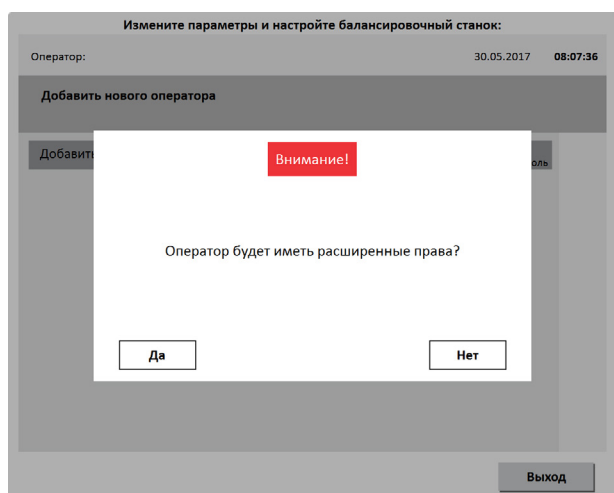 Измените параметры и настройте балансировочный станок:
Оператор: 30.05.2017 08:07:36
Добавить нового оператора
Добавить
Внимание!
Оператор будет иметь расширенные права?
Да Нет
Выход